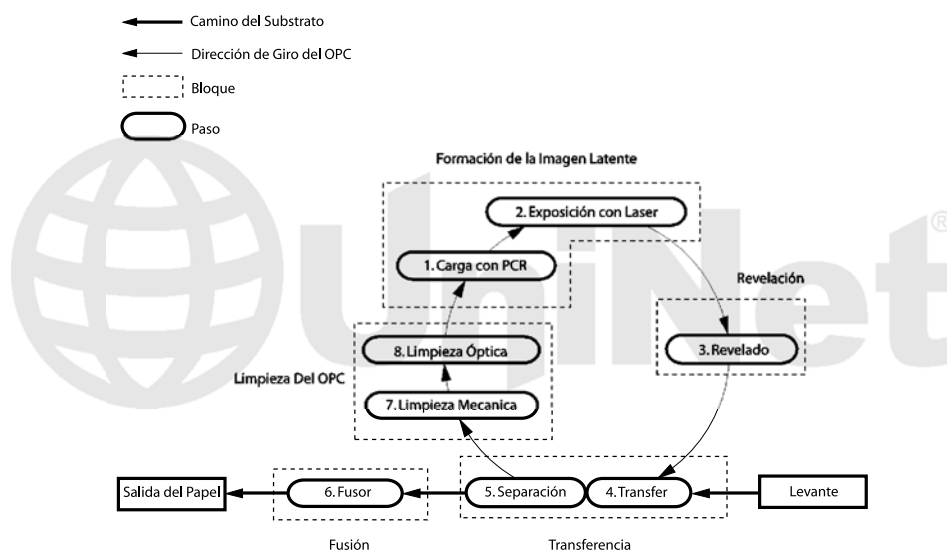 Camino del Substrato
Dirección de Giro del OPC
Bloque
Paso
Formación de la Imagen Latente
2. Exposición con Laser
1. Carga con PCR
UniNet®
Revelación
3. Revelado
8. Limpieza Óptica
Limpieza Del OPC
7. Limpieza Mecanica
Salida del Papel
6. Fusor
5. Separación
4. Transfer
Levante
Fusión
Transferencia